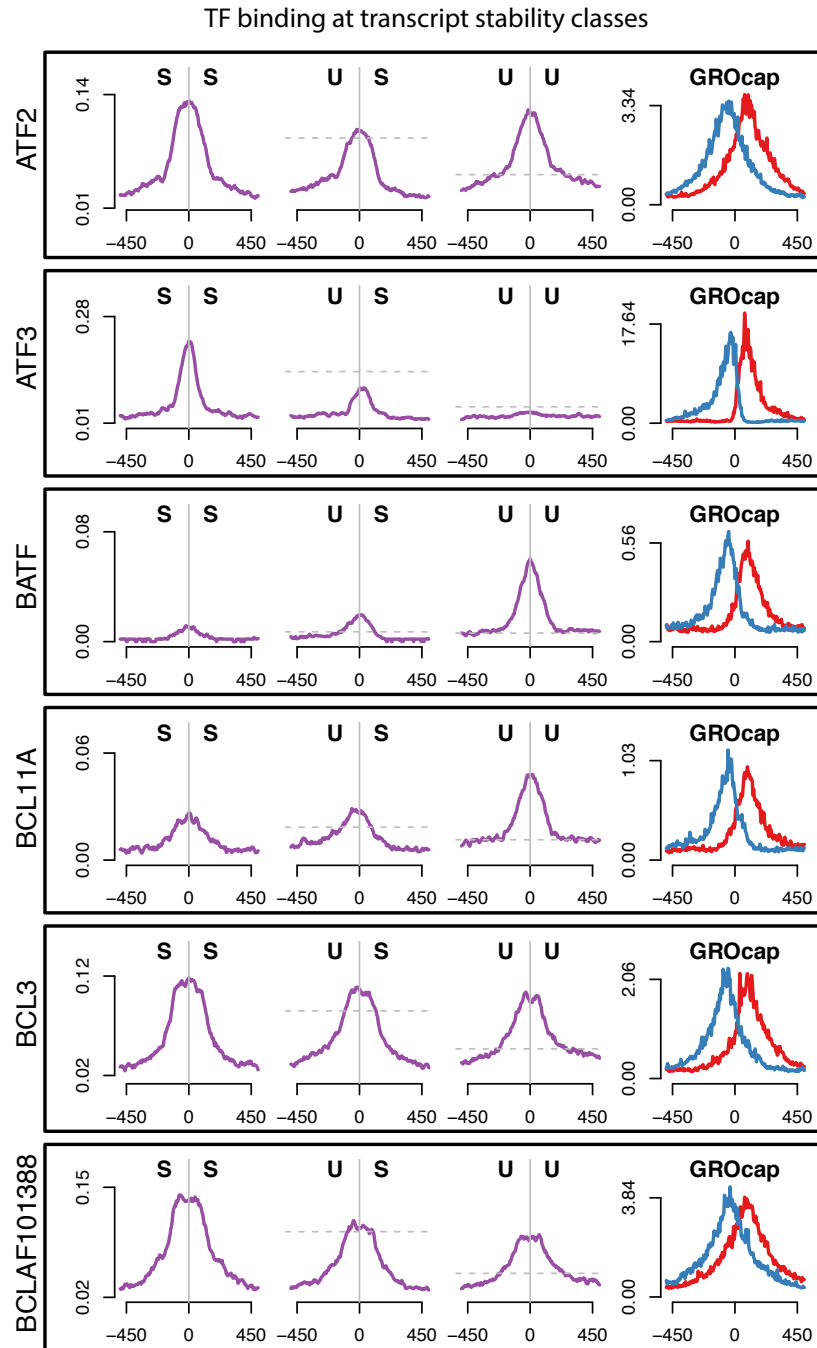 TF binding at transcript stability classes
ATF2
S S U S U U GROcap
0.14 0.01 3.34 0.00
−450 0 450 −450 0 450 −450 0 450 −450 0 450
ATF3
S S U S U U GROcap
0.28 0.01 17.64 0.00
−450 0 450 −450 0 450 −450 0 450 −450 0 450
BATF
S S U S U U GROcap
0.08 0.00 0.56 0.00
−450 0 450 −450 0 450 −450 0 450 −450 0 450
BCL11A
S S U S U U GROcap
0.06 0.00 1.03 0.00
−450 0 450 −450 0 450 −450 0 450 −450 0 450
BCL3
S S U S U U GROcap
0.12 0.02 2.06 0.00
−450 0 450 −450 0 450 −450 0 450 −450 0 450
BCLAF101388
S S U S U U GROcap
0.15 0.02 3.84 0.00
−450 0 450 −450 0 450 −450 0 450 −450 0 450